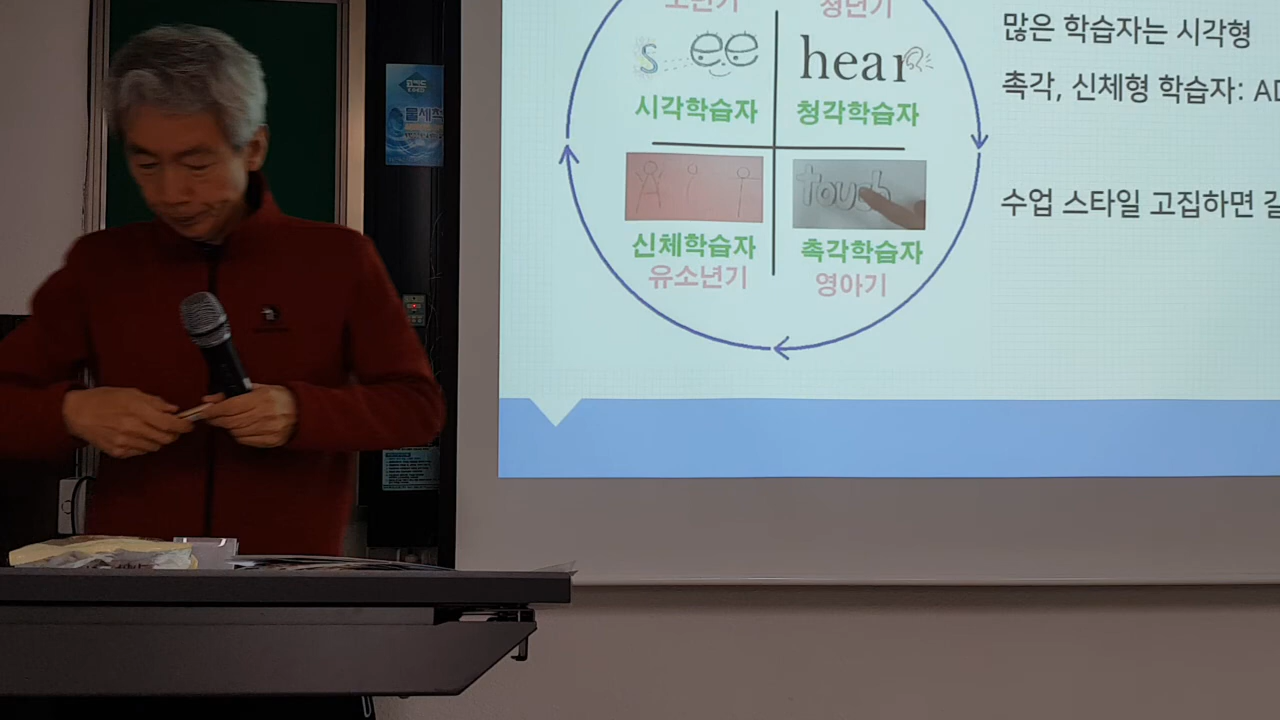 청년기
see
hear
시각학습자
청각학습자
touch
신체학습자
촉각학습자
유소년기
영아기
많은 학습자는 시각형
촉각, 신체형 학습자:
수업 스타일 고집하면